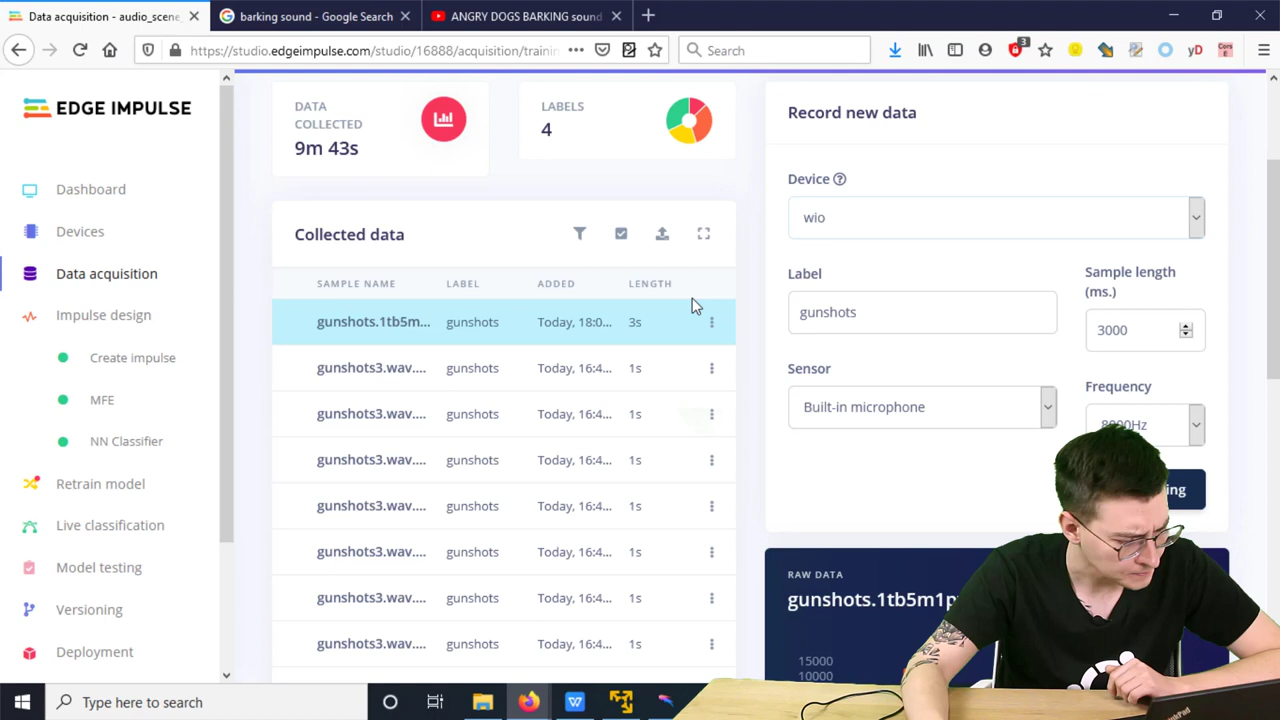 Data acquisition - audio_scene
barking sound - Google Search
ANGRY DOGS BARKING sound
https://studio.edgeimpulse.com/studio/16888/acquisition/trainin
Search
3
yD
EDGE IMPULSE
Dashboard
Devices
Data acquisition
Impulse design
Create impulse
MFE
NN Classifier
Retrain model
Live classification
Model testing
Versioning
Deployment
DATA
COLLECTED
9m 43s
LABELS
4
Collected data
SAMPLE NAME LABEL ADDED LENGTH
gunshots.1tb5m... gunshots Today, 18:0... 3s
gunshots3.wav.... gunshots Today, 16:4... 1s
gunshots3.wav.... gunshots Today, 16:4... 1s
gunshots3.wav.... gunshots Today, 16:4... 1s
gunshots3.wav.... gunshots Today, 16:4... 1s
gunshots3.wav.... gunshots Today, 16:4... 1s
gunshots3.wav.... gunshots Today, 16:4... 1s
gunshots3.wav.... gunshots Today, 16:4... 1s
Record new data
Device
wio
Label
gunshots
Sample length
(ms.)
3000
Sensor
Built-in microphone
Frequency
RAW DATA
gunshots.1tb5m1p
15000
10000
Type here to search